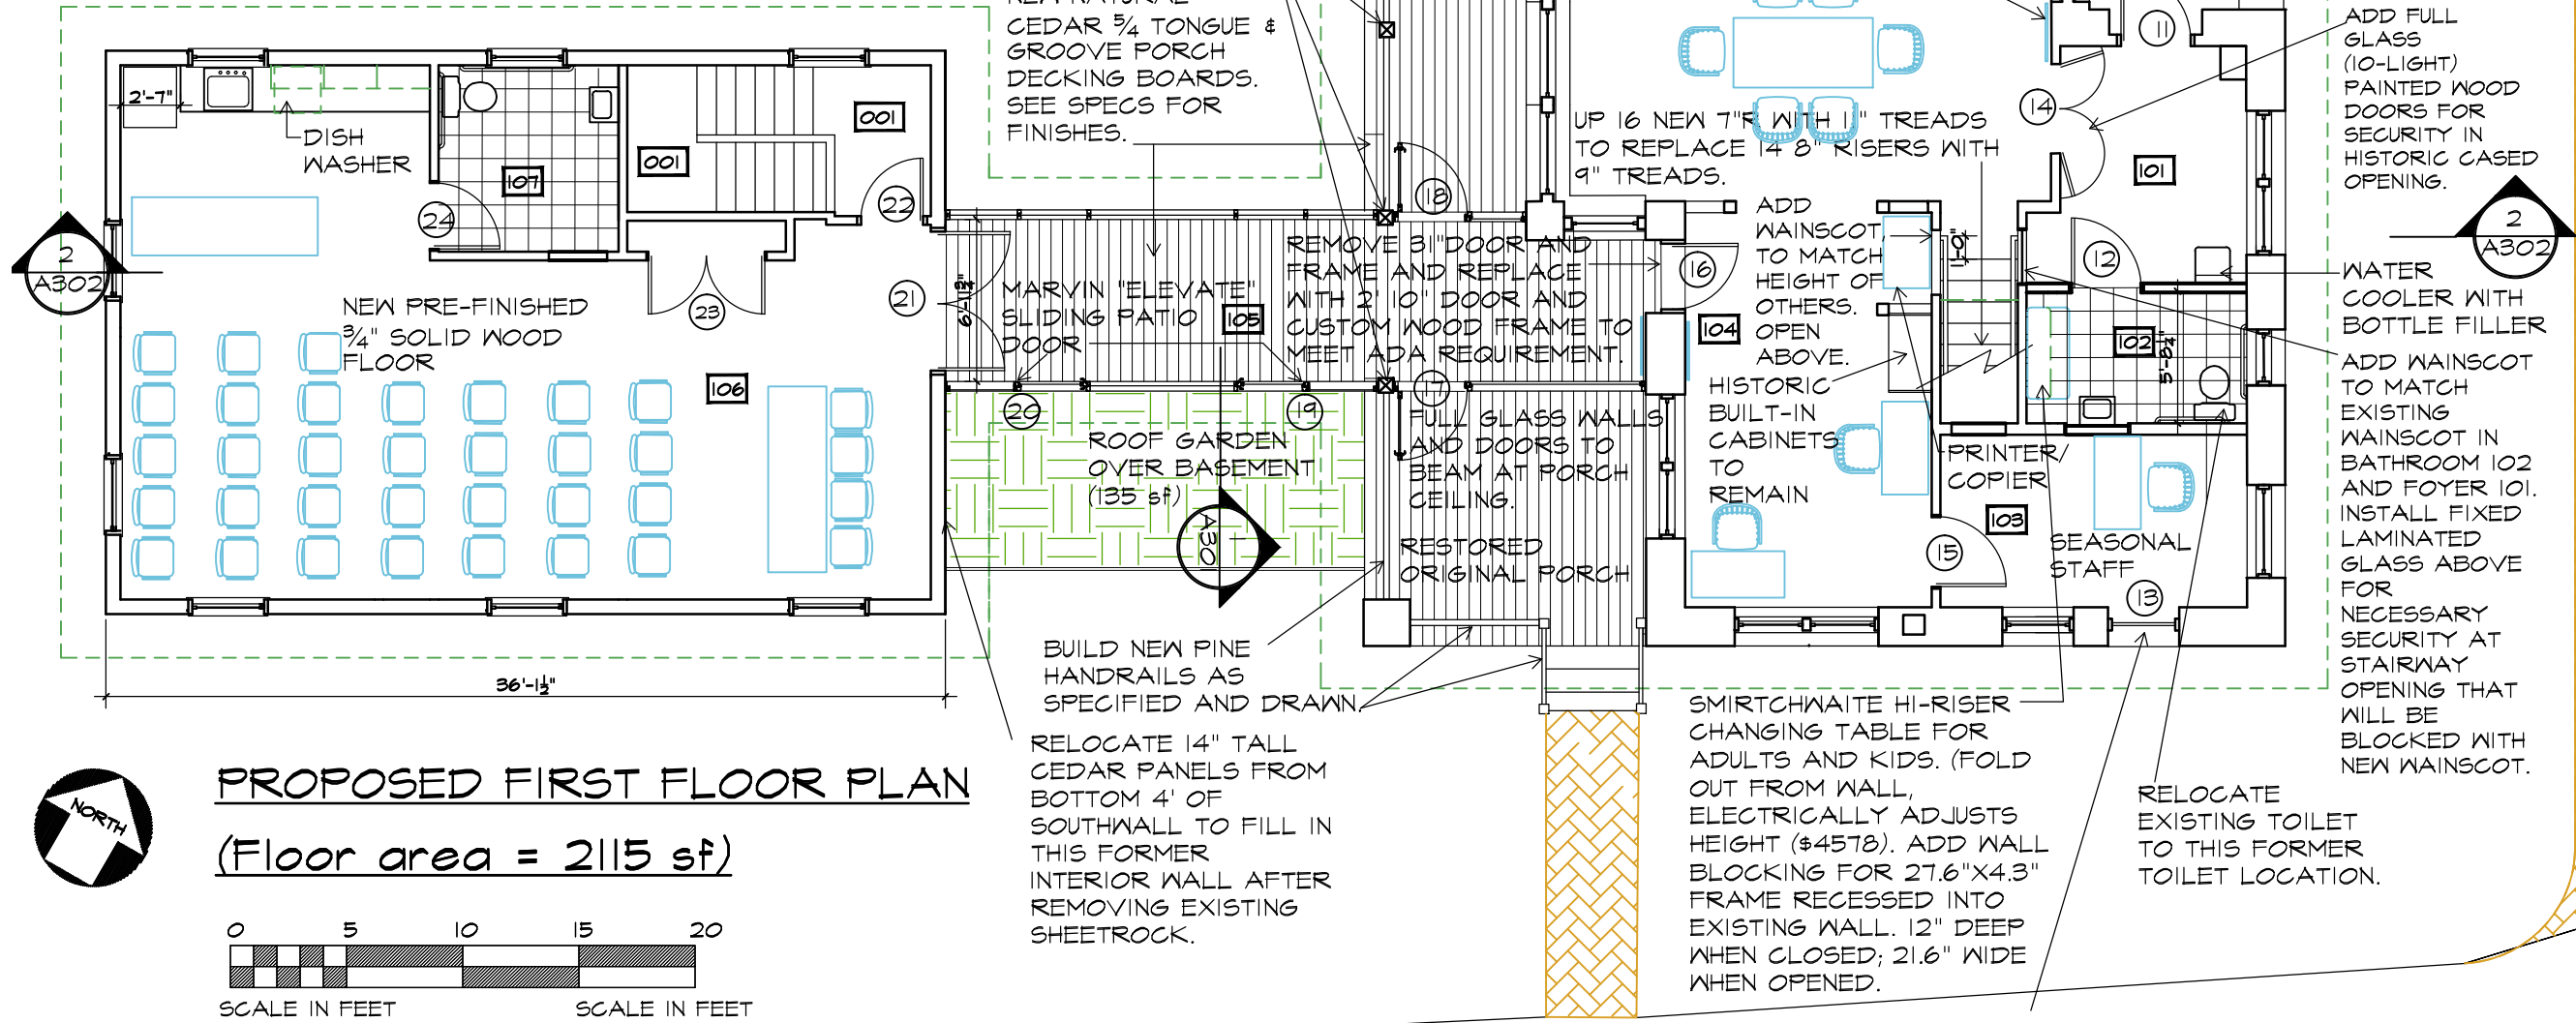 CEDAR 5/4 TONGUE &
GROOVE PORCH
DECKING BOARDS.
SEE SPECS FOR
FINISHES.
ADD FULL
GLASS
(10-LIGHT)
PAINTED WOOD
DOORS FOR
SECURITY IN
HISTORIC CASED
OPENING.
11
14
2'-7"
DISH
WASHER
001
001
107
22
24
UP 16 NEW 7"R WITH 11" TREADS
TO REPLACE 14 8" RISERS WITH
9" TREADS.
101
18
2
A302
2
A302
ADD
WAINSCOT
TO MATCH
HEIGHT OF
OTHERS.
OPEN
ABOVE.
1'-0"
12
16
WATER
COOLER WITH
BOTTLE FILLER
REMOVE 31"DOOR AND
FRAME AND REPLACE
WITH 2' 10" DOOR AND
CUSTOM WOOD FRAME TO
MEET ADA REQUIREMENT.
NEW PRE-FINISHED
3/4" SOLID WOOD
FLOOR
23
21
6'-1½"
MARVIN "ELEVATE"
SLIDING PATIO
DOOR
105
104
102
5'-8¼"
106
20
19
17
HISTORIC
BUILT-IN
CABINETS
TO
REMAIN
ADD WAINSCOT
TO MATCH
EXISTING
WAINSCOT IN
BATHROOM 102
AND FOYER 101.
INSTALL FIXED
LAMINATED
GLASS ABOVE
FOR
NECESSARY
SECURITY AT
STAIRWAY
OPENING THAT
WILL BE
BLOCKED WITH
NEW WAINSCOT.
ROOF GARDEN
OVER BASEMENT
(135 sf)
FULL GLASS WALLS
AND DOORS TO
BEAM AT PORCH
CEILING.
PRINTER/
COPIER
103
1
A301
RESTORED
ORIGINAL PORCH
15
SEASONAL
STAFF
13
BUILD NEW PINE
HANDRAILS AS
SPECIFIED AND DRAWN.
36'-1½"
RELOCATE 14" TALL
CEDAR PANELS FROM
BOTTOM 4' OF
SOUTHWALL TO FILL IN
THIS FORMER
INTERIOR WALL AFTER
REMOVING EXISTING
SHEETROCK.
SMIRTCHWAITE HI-RISER
CHANGING TABLE FOR
ADULTS AND KIDS. (FOLD
OUT FROM WALL,
ELECTRICALLY ADJUSTS
HEIGHT ($4578). ADD WALL
BLOCKING FOR 27.6"X4.3"
FRAME RECESSED INTO
EXISTING WALL. 12" DEEP
WHEN CLOSED; 21.6" WIDE
WHEN OPENED.
RELOCATE
EXISTING TOILET
TO THIS FORMER
TOILET LOCATION.
NORTH
PROPOSED FIRST FLOOR PLAN
(Floor area = 2115 sf)
0 5 10 15 20
SCALE IN FEET SCALE IN FEET